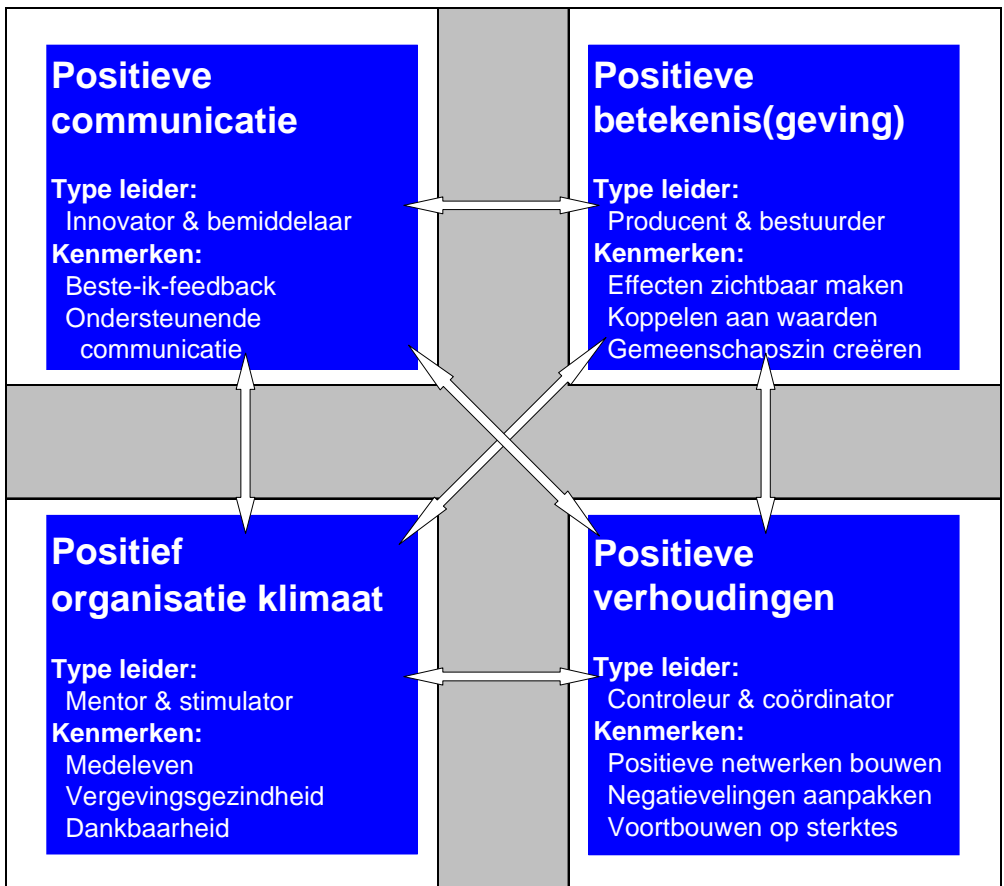 Positieve
communicatie
Type leider:
Innovator & bemiddelaar
Kenmerken:
Beste-ik-feedback
Ondersteunende
communicatie
Positieve
betekenis(geving)
Type leider:
Producent & bestuurder
Kenmerken:
Effecten zichtbaar maken
Koppelen aan waarden
Gemeenschapszin creëren
Positief
organisatie klimaat
Type leider:
Mentor & stimulator
Kenmerken:
Medeleven
Vergevingsgezindheid
Dankbaarheid
Positieve
verhoudingen
Type leider:
Controleur & coördinator
Kenmerken:
Positieve netwerken bouwen
Negatievelingen aanpakken
Voortbouwen op sterktes